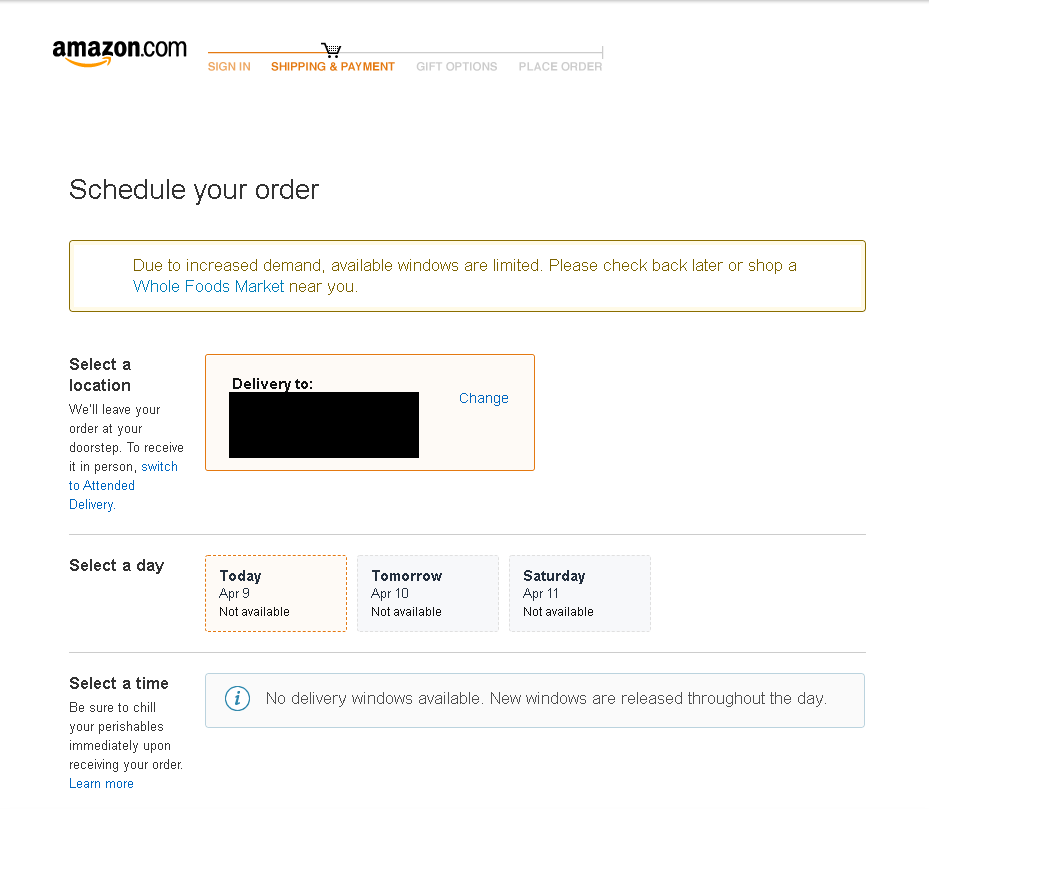 amazon.com
SIGN IN SHIPPING & PAYMENT GIFT OPTIONS PLACE ORDER
Schedule your order
Due to increased demand, available windows are limited. Please check back later or shop a
Whole Foods Market near you.
Select a
location
We'll leave your
order at your
doorstep. To receive
it in person, switch
to Attended
Delivery.
Delivery to:
Change
Select a day
Today
Apr 9
Not available
Tomorrow
Apr 10
Not available
Saturday
Apr 11
Not available
Select a time
Be sure to chill
your perishables
immediately upon
receiving your order.
Learn more
No delivery windows available. New windows are released throughout the day.